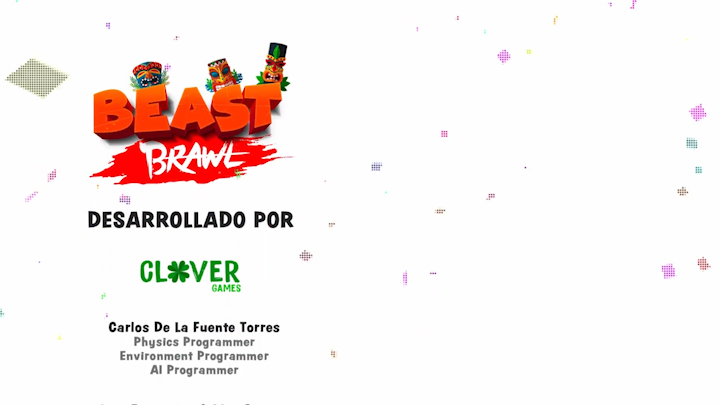 BEAST
BRAWL
DESARROLLADO POR
CLOVER
GAMES
Carlos De La Fuente Torres
Physics Programmer
Environment Programmer
AI Programmer